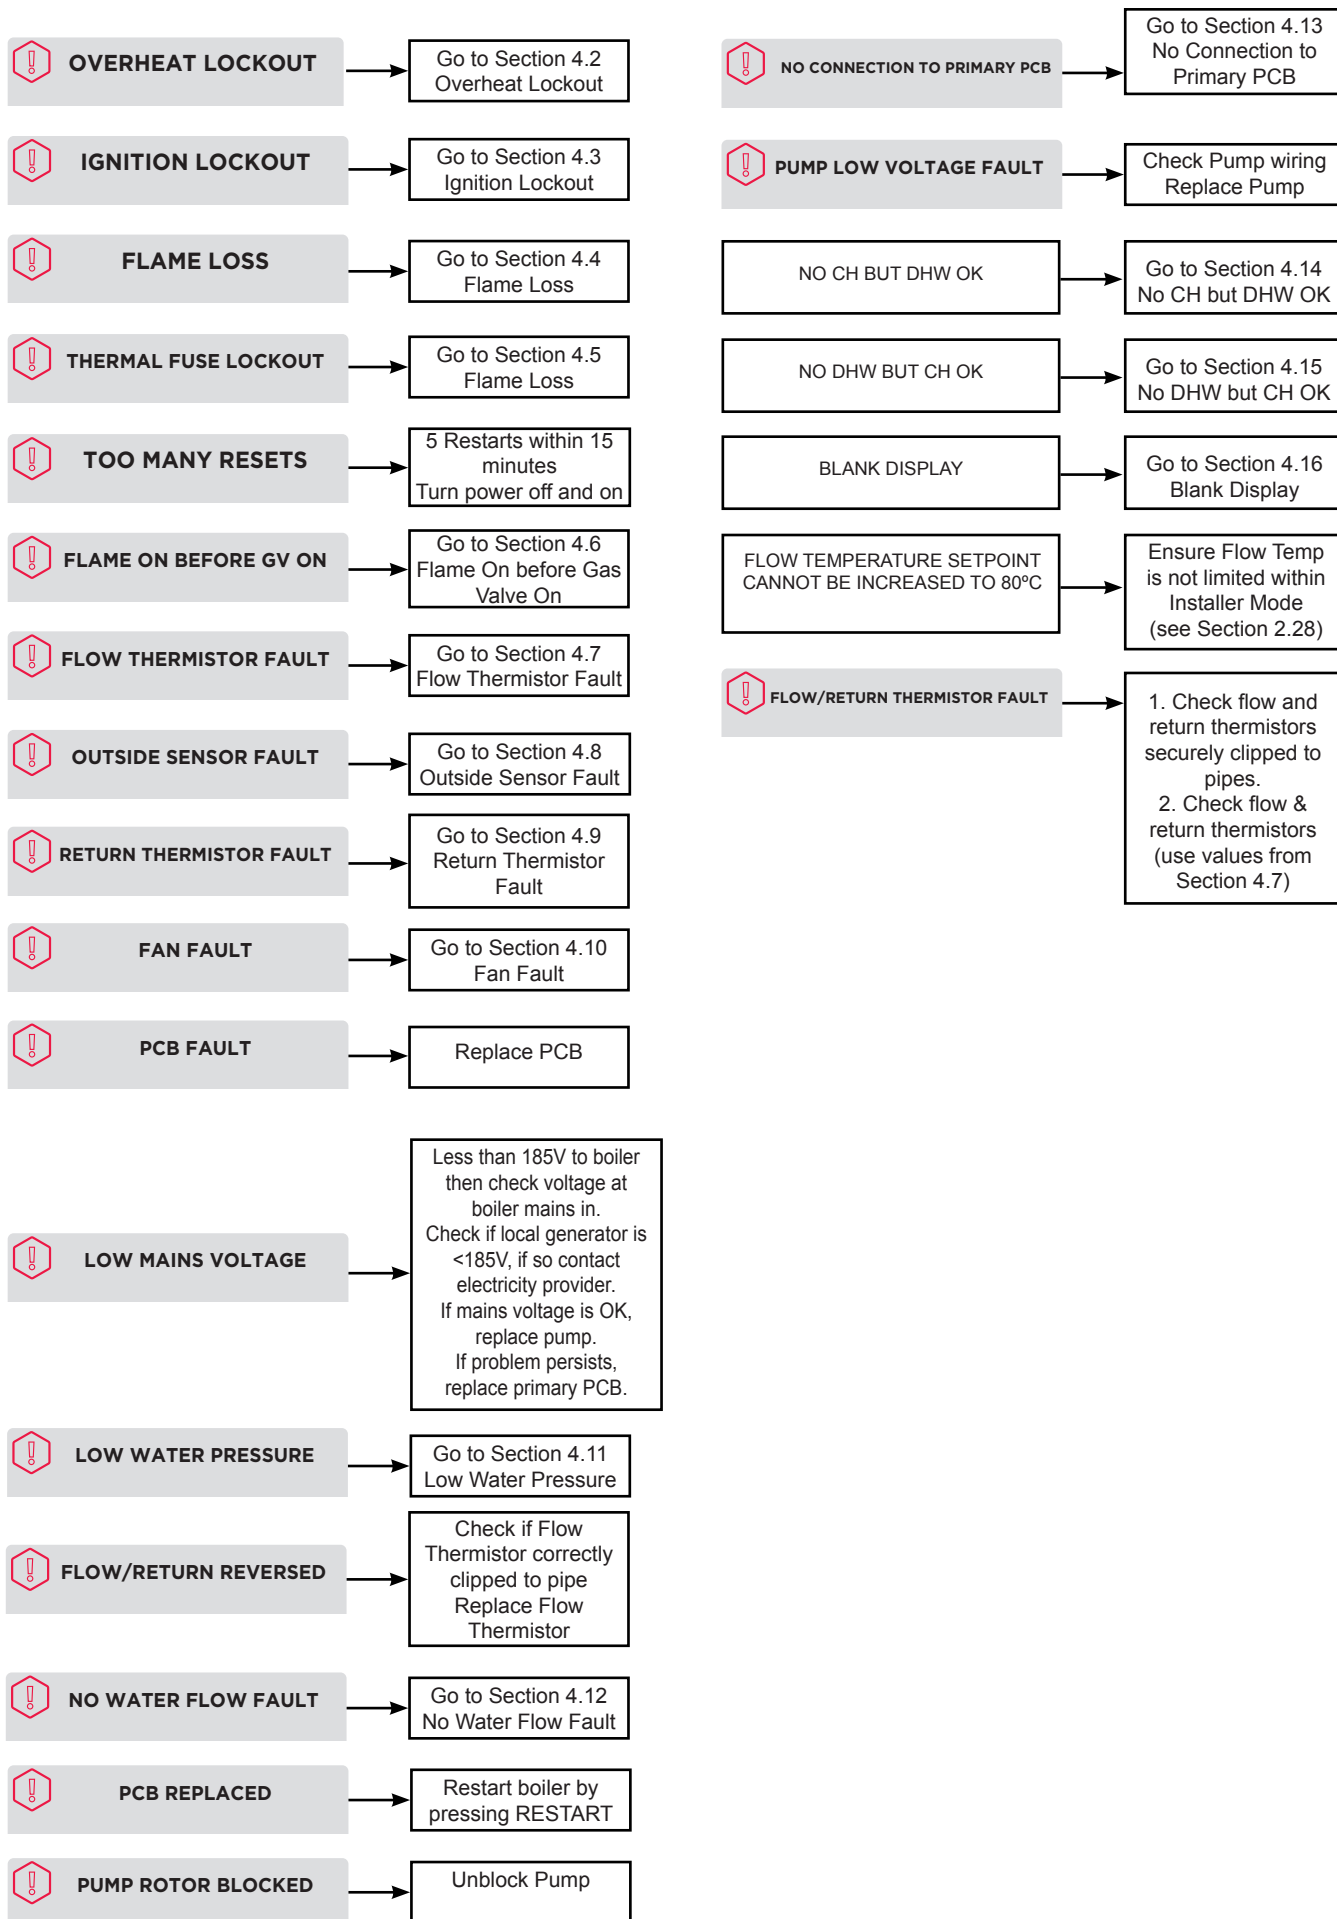 OVERHEAT LOCKOUT
Go to Section 4.2
Overheat Lockout
IGNITION LOCKOUT
Go to Section 4.3
Ignition Lockout
FLAME LOSS
Go to Section 4.4
Flame Loss
THERMAL FUSE LOCKOUT
Go to Section 4.5
Flame Loss
TOO MANY RESETS
5 Restarts within 15
minutes
Turn power off and on
FLAME ON BEFORE GV ON
Go to Section 4.6
Flame On before Gas
Valve On
FLOW THERMISTOR FAULT
Go to Section 4.7
Flow Thermistor Fault
OUTSIDE SENSOR FAULT
Go to Section 4.8
Outside Sensor Fault
RETURN THERMISTOR FAULT
Go to Section 4.9
Return Thermistor
Fault
FAN FAULT
Go to Section 4.10
Fan Fault
PCB FAULT
Replace PCB
LOW MAINS VOLTAGE
Less than 185V to boiler
then check voltage at
boiler mains in.
Check if local generator is
<185V, if so contact
electricity provider.
If mains voltage is OK,
replace pump.
If problem persists,
replace primary PCB.
LOW WATER PRESSURE
Go to Section 4.11
Low Water Pressure
FLOW/RETURN REVERSED
Check if Flow
Thermistor correctly
clipped to pipe
Replace Flow
Thermistor
NO WATER FLOW FAULT
Go to Section 4.12
No Water Flow Fault
PCB REPLACED
Restart boiler by
pressing RESTART
PUMP ROTOR BLOCKED
Unblock Pump
NO CONNECTION TO PRIMARY PCB
Go to Section 4.13
No Connection to
Primary PCB
PUMP LOW VOLTAGE FAULT
Check Pump wiring
Replace Pump
NO CH BUT DHW OK
Go to Section 4.14
No CH but DHW OK
NO DHW BUT CH OK
Go to Section 4.15
No DHW but CH OK
BLANK DISPLAY
Go to Section 4.16
Blank Display
FLOW TEMPERATURE SETPOINT
CANNOT BE INCREASED TO 80ºC
Ensure Flow Temp
is not limited within
Installer Mode
(see Section 2.28)
FLOW/RETURN THERMISTOR FAULT
1. Check flow and
return thermistors
securely clipped to
pipes.
2. Check flow &
return thermistors
(use values from
Section 4.7)